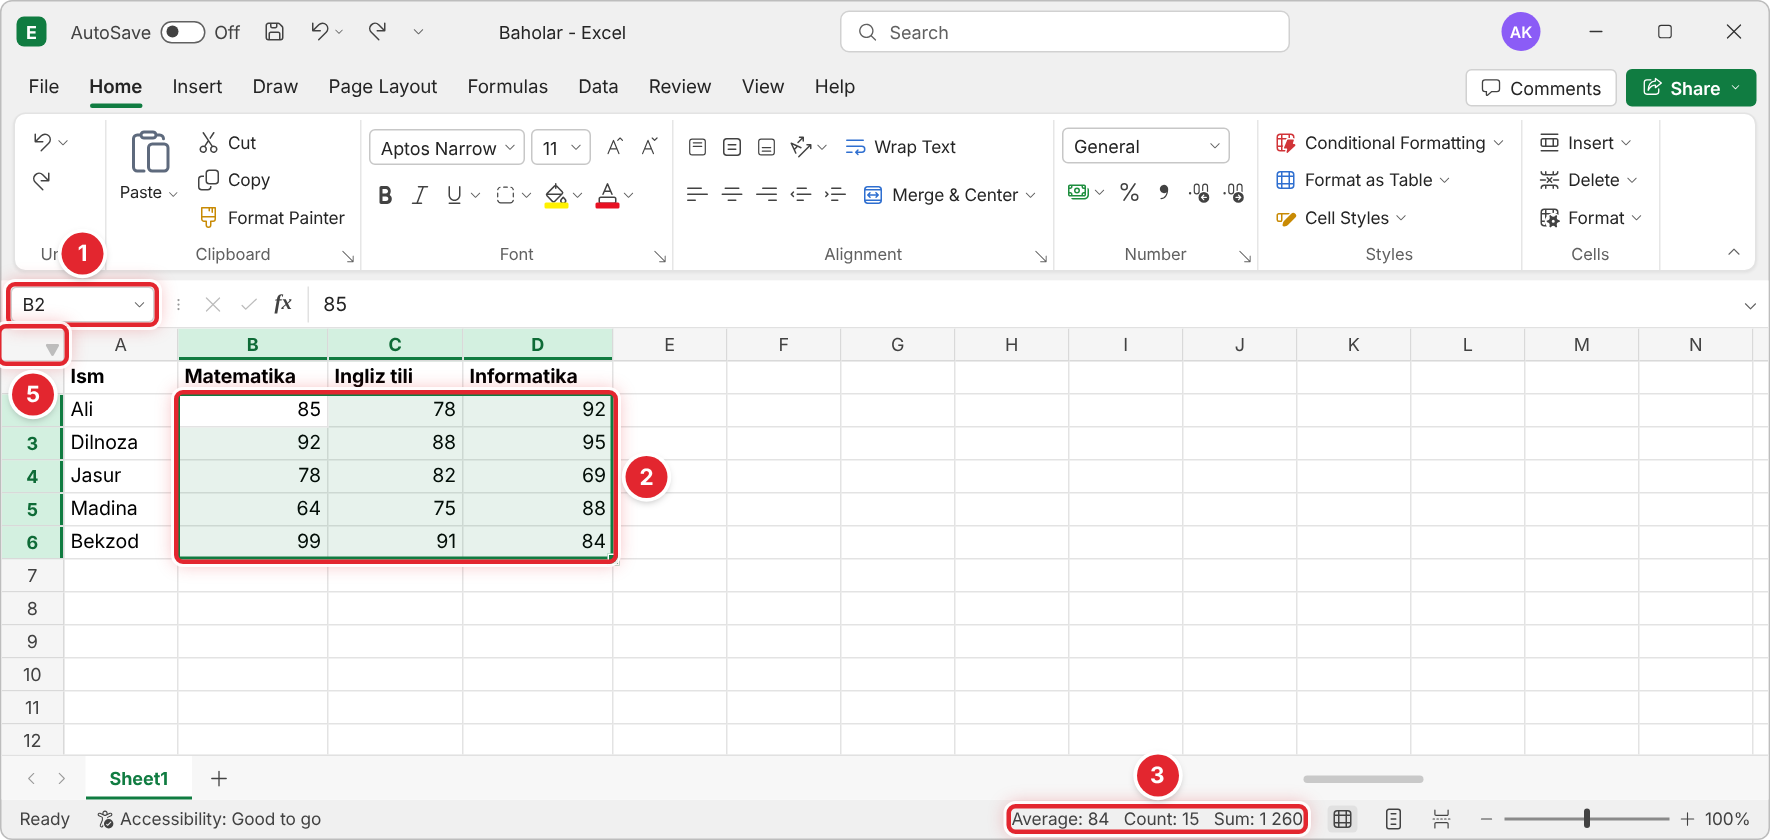 E AutoSave Off Baholar - Excel Search AK
File Home Insert Draw Page Layout Formulas Data Review View Help Comments Share
Paste
Cut
Copy
Format Painter
Clipboard
Aptos Narrow 11
B I U A
Font
Wrap Text
Merge & Center
Alignment
General
%
Number
Conditional Formatting
Format as Table
Cell Styles
Styles
Insert
Delete
Format
Cells
Un
1
B2 fx 85
A B C D E F G H I J K L M N
5
Ism Matematika Ingliz tili Informatika
Ali 85 78 92
3 Dilnoza 92 88 95
4 Jasur 78 82 69
2
5 Madina 64 75 88
6 Bekzod 99 91 84
7
8
9
10
11
12
Sheet1
3
Ready Accessibility: Good to go Average: 84 Count: 15 Sum: 1 260 100%